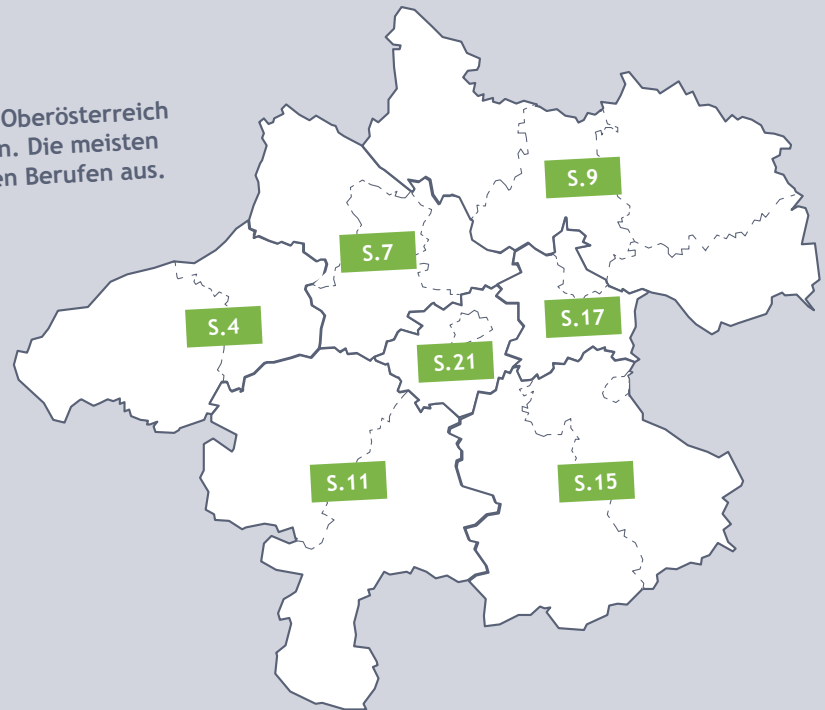 Oberösterreich
n. Die meisten
en Berufen aus.
S.9
S.7
S.4
S.17
S.21
S.11
S.15